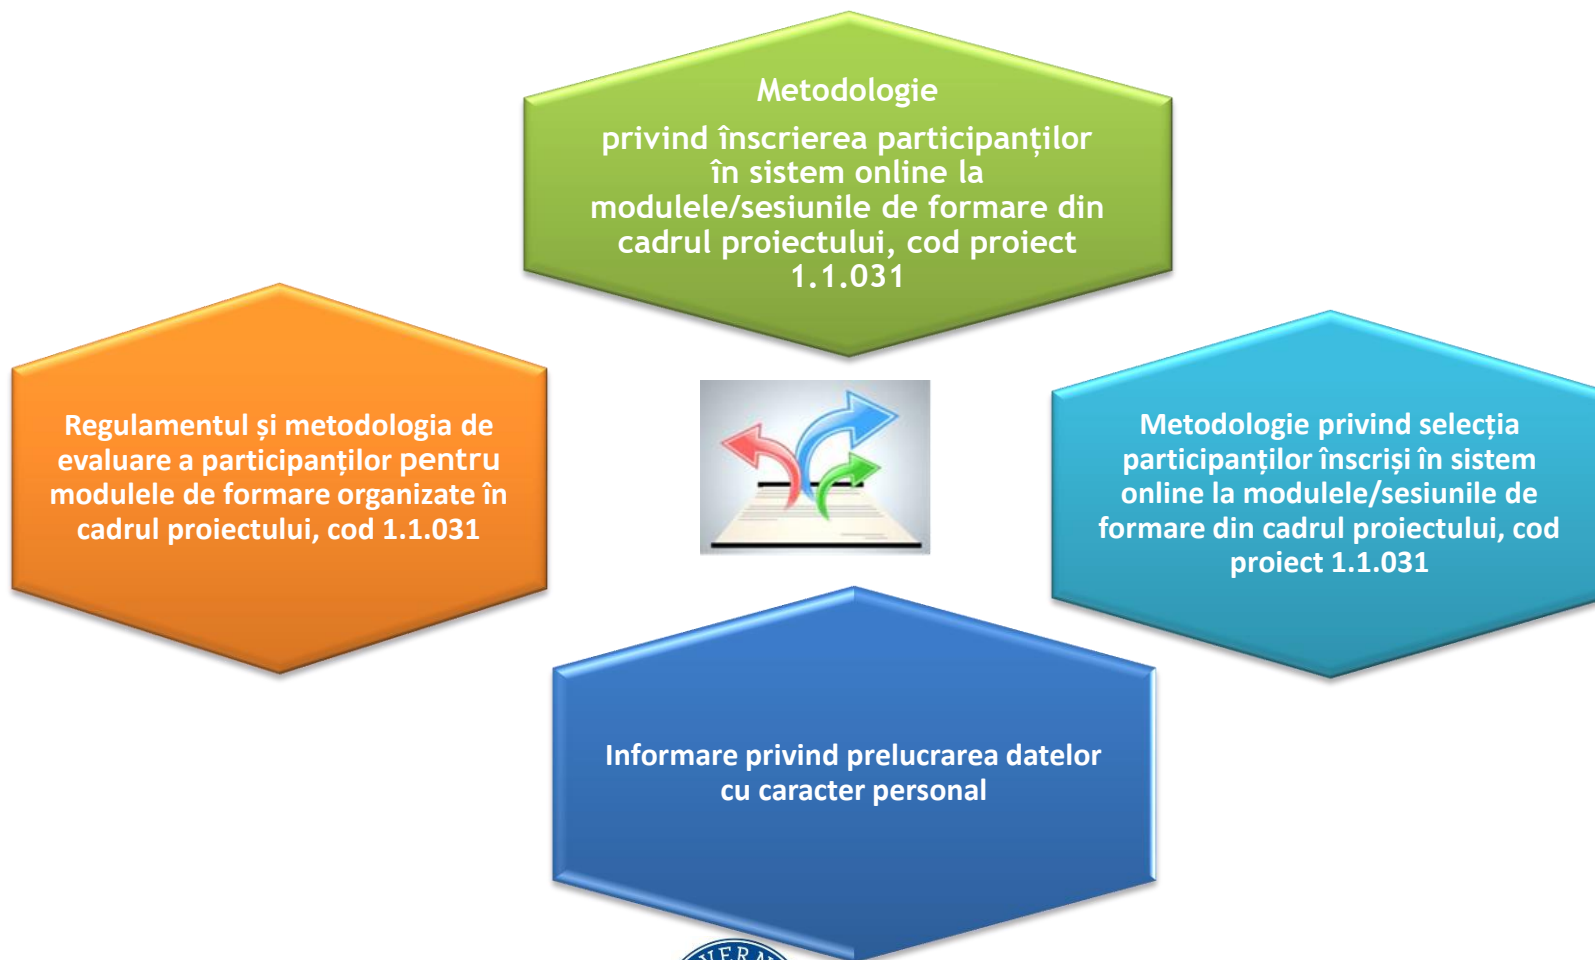 Metodologie
privind înscrierea participanților
în sistem online la
modulele/sesiunile de formare din
cadrul proiectului, cod proiect
1.1.031
Regulamentul și metodologia de
evaluare a participanților pentru
modulele de formare organizate în
cadrul proiectului, cod 1.1.031
Metodologie privind selecția
participanților înscriși în sistem
online la modulele/sesiunile de
formare din cadrul proiectului, cod
proiect 1.1.031
Informare privind prelucrarea datelor
cu caracter personal